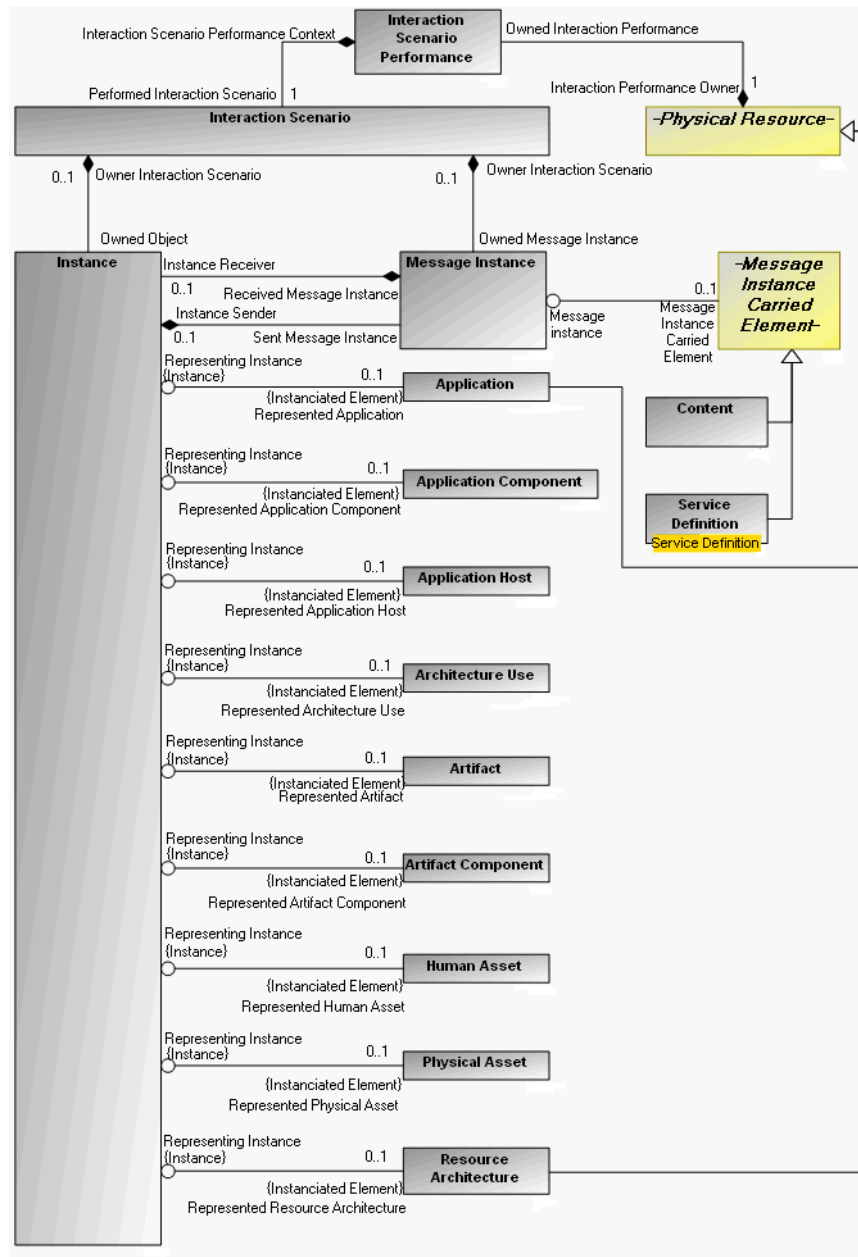 Interaction
Scenario
Performance
Interaction Scenario Performance Context
Owned Interaction Performance
Performed Interaction Scenario
1
Interaction Performance Owner
1
Interaction Scenario
-Physical Resource-
0..1
Owner Interaction Scenario
0..1
Owner Interaction Scenario
Owned Object
Owned Message Instance
Instance
Instance Receiver
0..1
Received Message Instance
Instance Sender
0..1
Sent Message Instance
Message Instance
Message
instance
0..1
Message
Instance
Carried
Element
-Message
Instance
Carried
Element-
Content
Service
Definition
Service Definition
Representing Instance
{Instance}
0..1
{Instanciated Element}
Represented Application
Application
Representing Instance
{Instance}
0..1
{Instanciated Element}
Represented Application Component
Application Component
Representing Instance
{Instance}
0..1
{Instanciated Element}
Represented Application Host
Application Host
Representing Instance
{Instance}
0..1
{Instanciated Element}
Represented Architecture Use
Architecture Use
Representing Instance
{Instance}
0..1
{Instanciated Element}
Represented Artifact
Artifact
Representing Instance
{Instance}
0..1
{Instanciated Element}
Represented Artifact Component
Artifact Component
Representing Instance
{Instance}
0..1
{Instanciated Element}
Represented Human Asset
Human Asset
Representing Instance
{Instance}
0..1
{Instanciated Element}
Represented Physical Asset
Physical Asset
Representing Instance
{Instance}
0..1
{Instanciated Element}
Represented Resource Architecture
Resource
Architecture